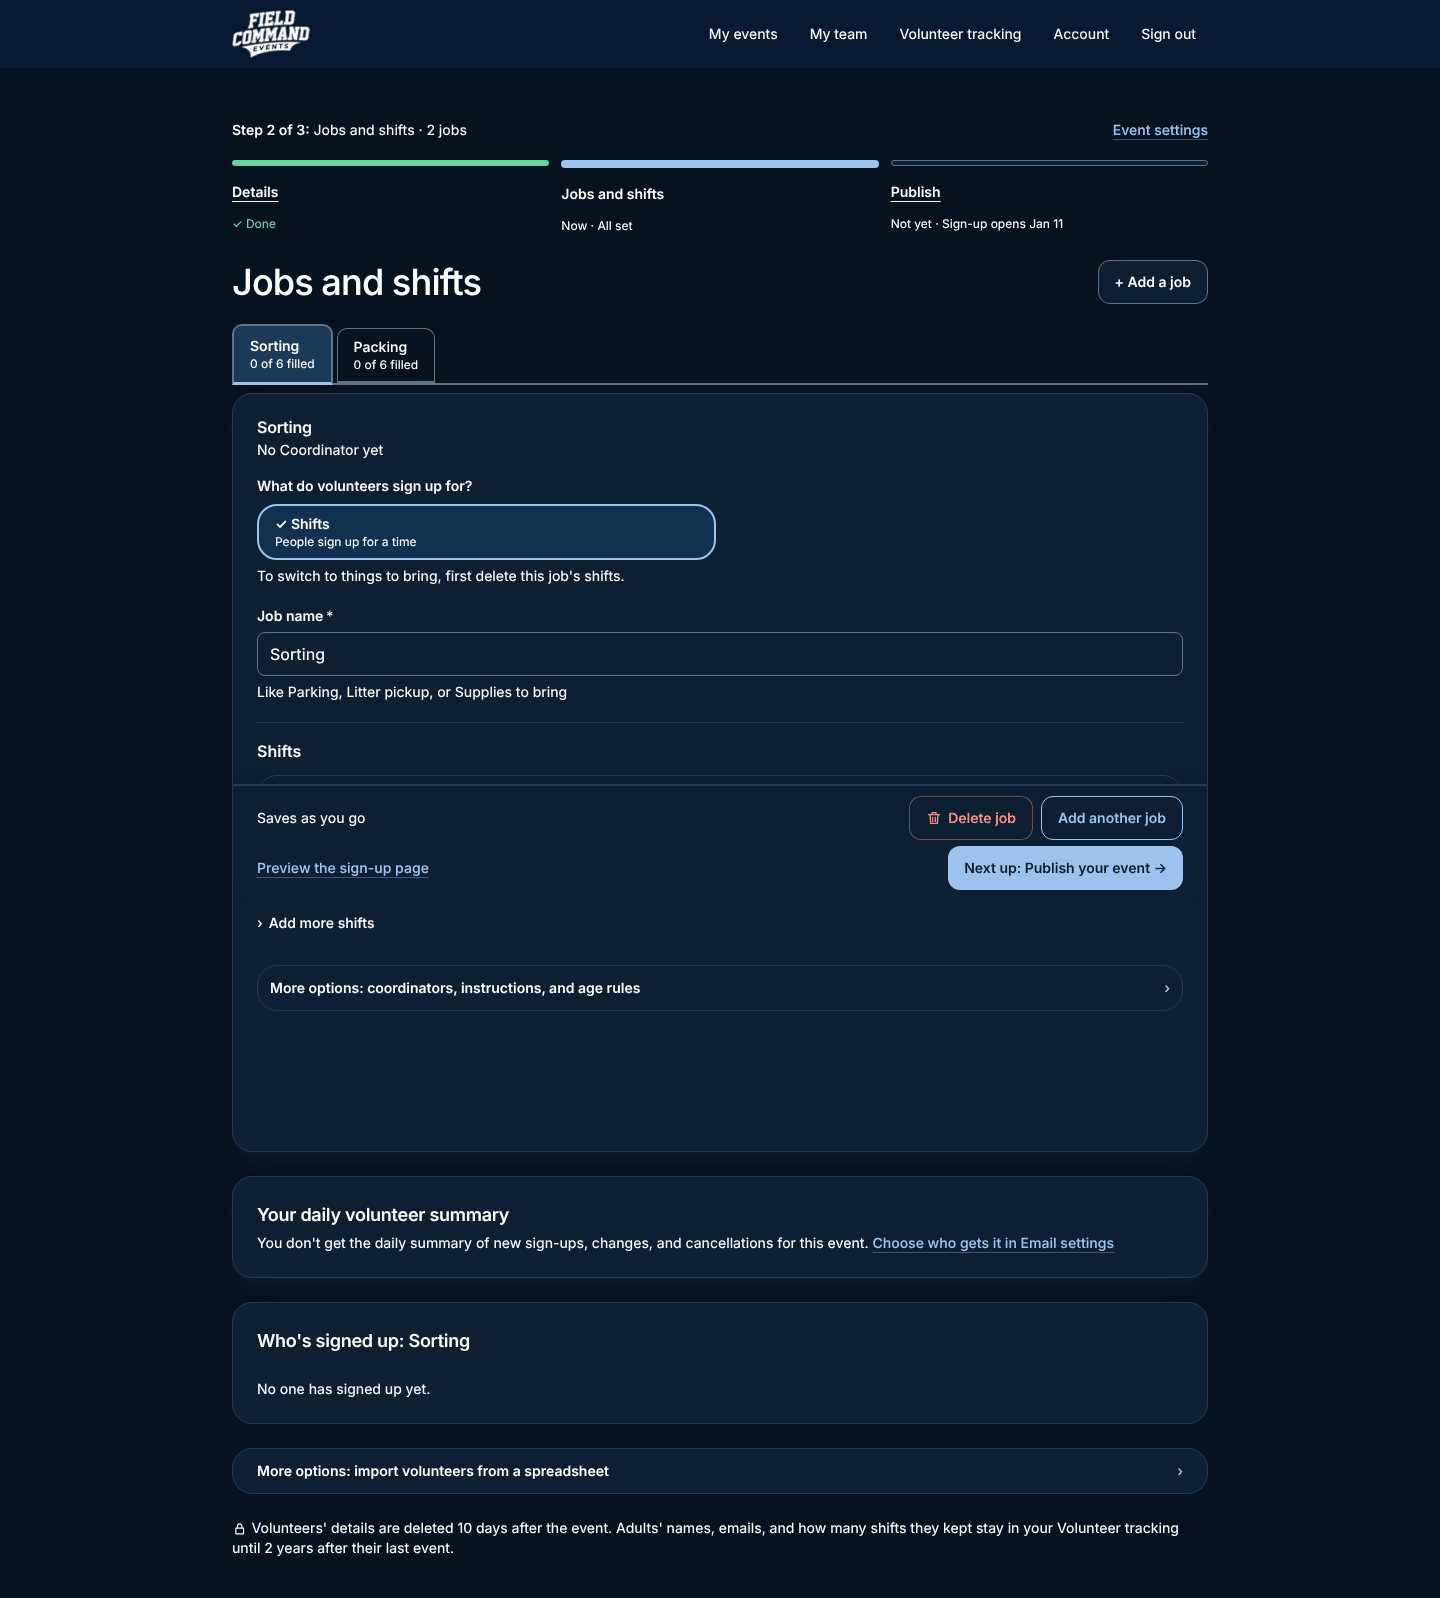 FIELD
COMMAND
EVENTS
My events
My team
Volunteer tracking
Account
Sign out
Step 2 of 3: Jobs and shifts · 2 jobs
Event settings
Details
✓ Done
Jobs and shifts
Now · All set
Publish
Not yet · Sign-up opens Jan 11
Jobs and shifts
+ Add a job
Sorting
0 of 6 filled
Packing
0 of 6 filled
Sorting
No Coordinator yet
What do volunteers sign up for?
✓ Shifts
People sign up for a time
To switch to things to bring, first delete this job's shifts.
Job name *
Sorting
Like Parking, Litter pickup, or Supplies to bring
Shifts
Saves as you go
Delete job
Add another job
Preview the sign-up page
Next up: Publish your event →
› Add more shifts
More options: coordinators, instructions, and age rules ›
Your daily volunteer summary
You don't get the daily summary of new sign-ups, changes, and cancellations for this event. Choose who gets it in Email settings
Who's signed up: Sorting
No one has signed up yet.
More options: import volunteers from a spreadsheet ›
Volunteers' details are deleted 10 days after the event. Adults' names, emails, and how many shifts they kept stay in your Volunteer tracking
until 2 years after their last event.